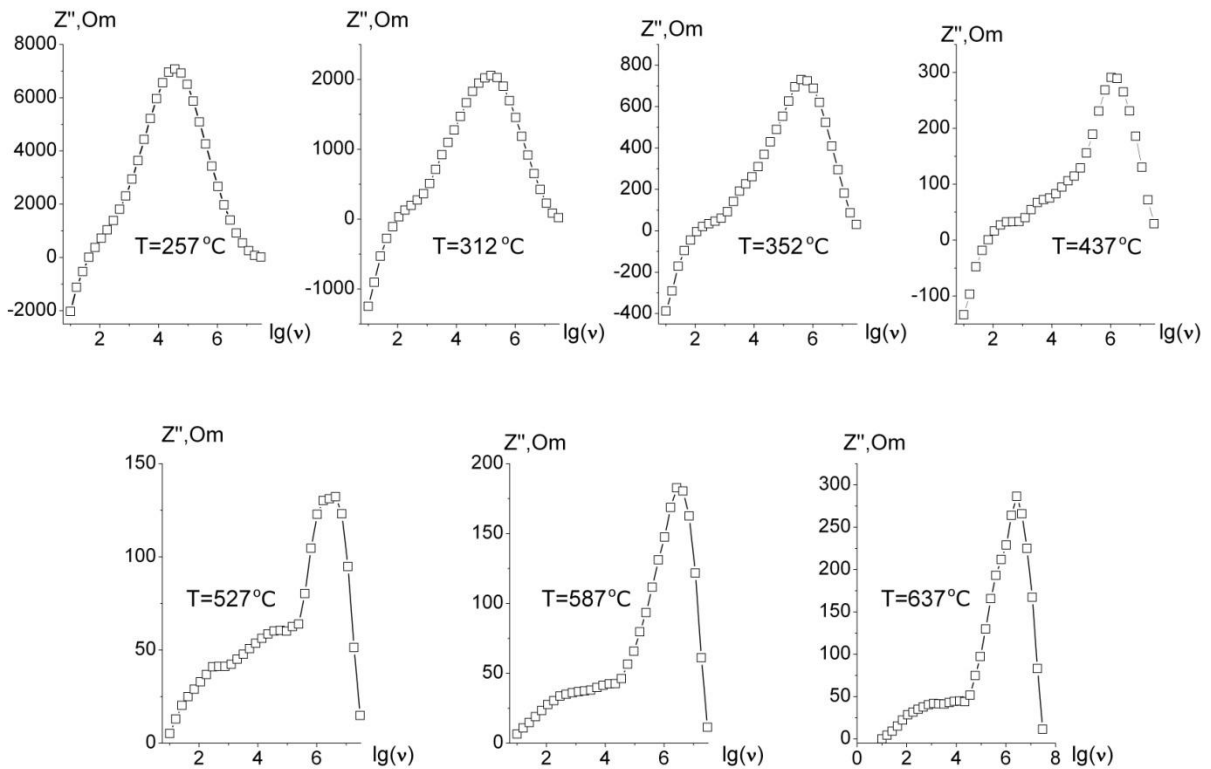 Z'',Om
8000
6000
4000
2000
0
-2000
2 4 6
lg(ν)
T=257°C
Z'',Om
2000
1000
0
-1000
2 4 6
lg(ν)
T=312°C
Z'',Om
800
600
400
200
0
-200
-400
2 4 6
lg(ν)
T=352°C
Z'',Om
300
200
100
0
-100
2 4 6
lg(ν)
T=437°C
Z'',Om
150
100
50
0
2 4 6
lg(ν)
T=527°C
Z'',Om
200
150
100
50
0
2 4 6
lg(ν)
T=587°C
Z'',Om
300
250
200
150
100
50
0
0 2 4 6 8
lg(ν)
T=637°C